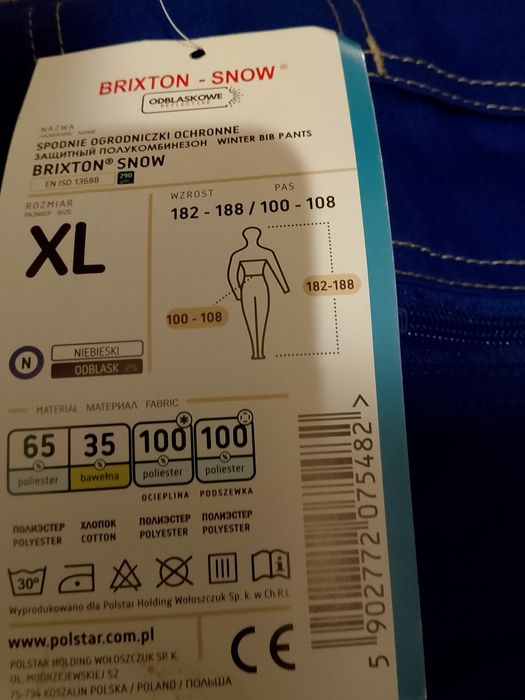 BRIXTON - SNOW ®
ODBLASKOWE
REFLECTIVE
NAZWA
НАЗВАНИЕ NAME
SPODNIE OGRODNICZKI OCHRONNE
ЗАЩИТНЫЙ ПОЛУКОМБИНЕЗОН WINTER BIB PANTS
BRIXTON® SNOW
EN ISO 13688 290
ROZMIAR
РАЗМЕР SIZE
XL
WZROST PAS
182 - 188 / 100 - 108
182-188
100 - 108
N
NIEBIESKI
ODBLASK
MATERIAŁ МАТЕРИАЛ FABRIC
65 35 100 100
% % % %
poliester bawełna poliester poliester
OCIEPLINA PODSZEWKA
ПОЛИЭСТЕР ХЛОПОК ПОЛИЭСТЕР ПОЛИЭСТЕР
POLYESTER COTTON POLYESTER POLYESTER
30°
Wyprodukowano dla Polstar Holding Wołoszczuk Sp. k. w Ch.R.L
www.polstar.com.pl
CE
POLSTAR HOLDING WOŁOSZCZUK SP. K.
UL. MODRZEJEWSKIEJ 52
75-734 KOSZALIN POLSKA / POLAND / ПОЛЬША
5 902772 075482 >